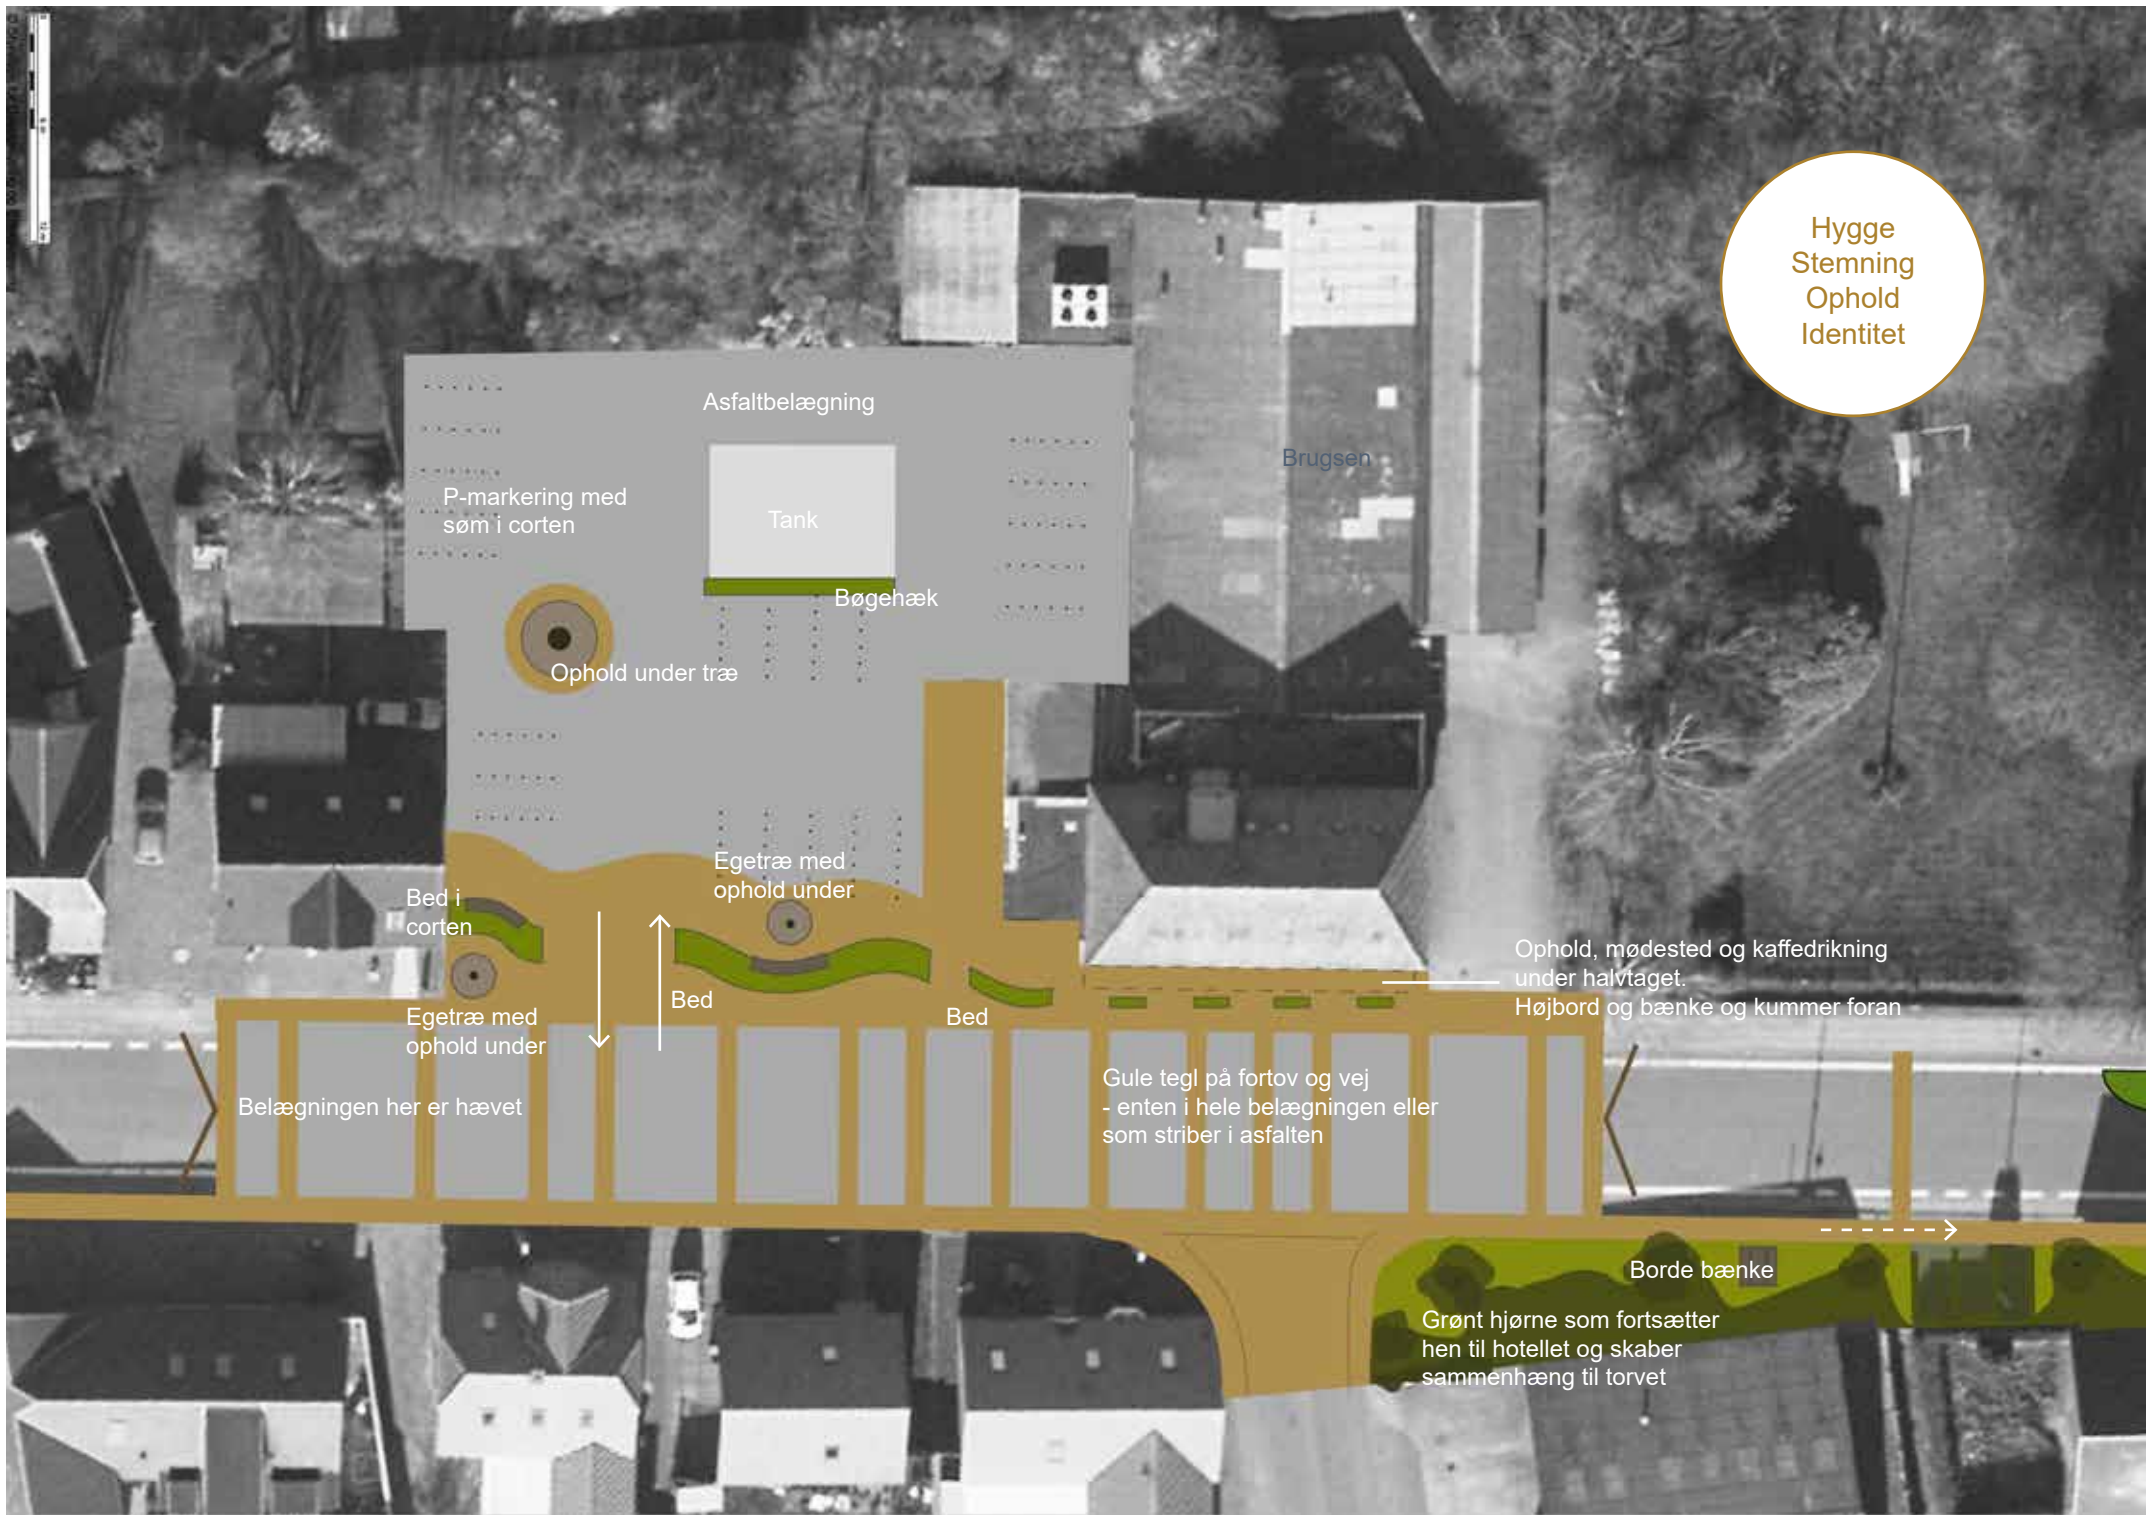 Hygge
Stemning
Ophold
Identitet
Asfaltbelægning
Brugsen
P-markering med
søm i corten
Tank
Bøgehæk
Ophold under træ
Egetræ med
ophold under
Bed i
corten
Ophold, mødested og kaffedrikning
under halvtaget.
Højbord og bænke og kummer foran
Bed
Bed
Egetræ med
ophold under
Gule tegl på fortov og vej
- enten i hele belægningen eller
som striber i asfalten
Belægningen her er hævet
Borde bænke
Grønt hjørne som fortsætter
hen til hotellet og skaber
sammenhæng til torvet